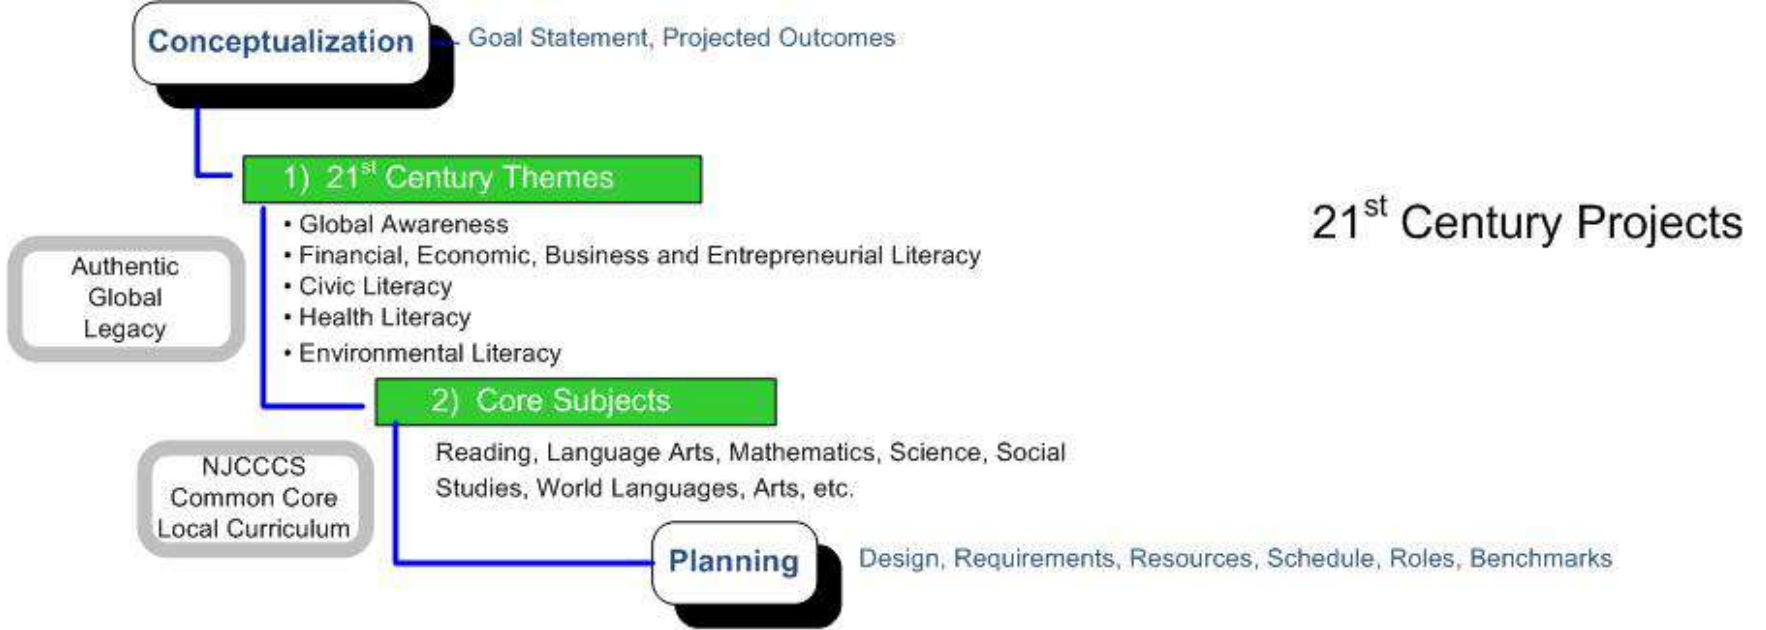 Conceptualization
Goal Statement, Projected Outcomes
1) 21st Century Themes
• Global Awareness
• Financial, Economic, Business and Entrepreneurial Literacy
• Civic Literacy
• Health Literacy
• Environmental Literacy
21st Century Projects
Authentic
Global
Legacy
2) Core Subjects
Reading, Language Arts, Mathematics, Science, Social
Studies, World Languages, Arts, etc.
NJCCCS
Common Core
Local Curriculum
Planning
Design, Requirements, Resources, Schedule, Roles, Benchmarks